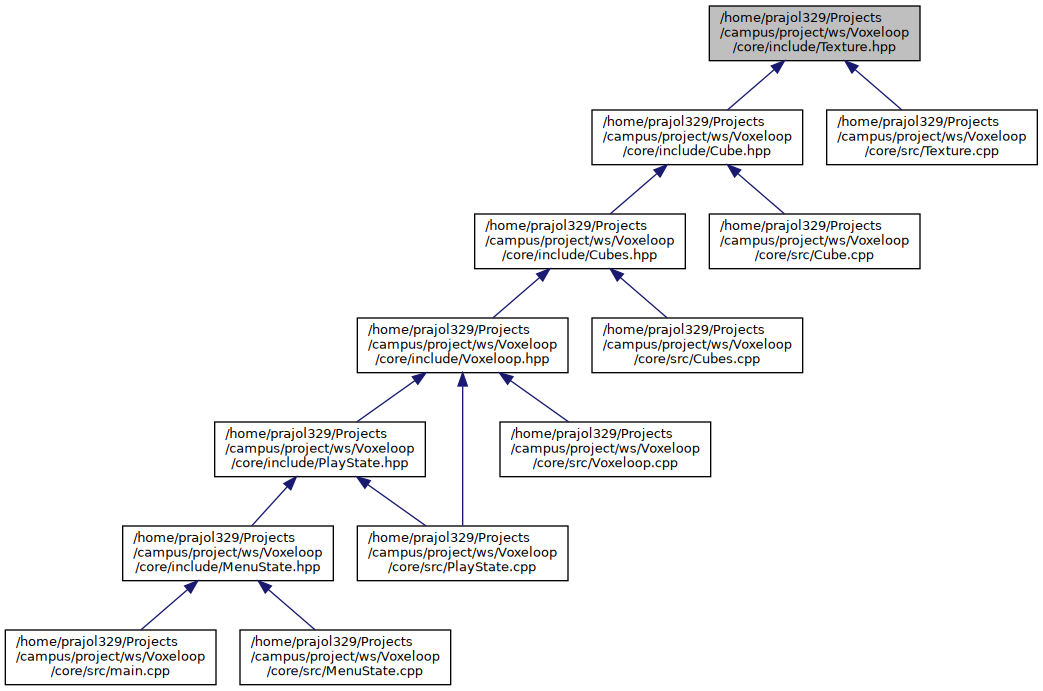 /home/prajol329/Projects
/campus/project/ws/Voxeloop
/core/include/Texture.hpp
/home/prajol329/Projects
/campus/project/ws/Voxeloop
/core/include/Cube.hpp
/home/prajol329/Projects
/campus/project/ws/Voxeloop
/core/src/Texture.cpp
/home/prajol329/Projects
/campus/project/ws/Voxeloop
/core/include/Cubes.hpp
/home/prajol329/Projects
/campus/project/ws/Voxeloop
/core/src/Cube.cpp
/home/prajol329/Projects
/campus/project/ws/Voxeloop
/core/include/Voxeloop.hpp
/home/prajol329/Projects
/campus/project/ws/Voxeloop
/core/src/Cubes.cpp
/home/prajol329/Projects
/campus/project/ws/Voxeloop
/core/include/PlayState.hpp
/home/prajol329/Projects
/campus/project/ws/Voxeloop
/core/src/Voxeloop.cpp
/home/prajol329/Projects
/campus/project/ws/Voxeloop
/core/include/MenuState.hpp
/home/prajol329/Projects
/campus/project/ws/Voxeloop
/core/src/PlayState.cpp
/home/prajol329/Projects
/campus/project/ws/Voxeloop
/core/src/main.cpp
/home/prajol329/Projects
/campus/project/ws/Voxeloop
/core/src/MenuState.cpp